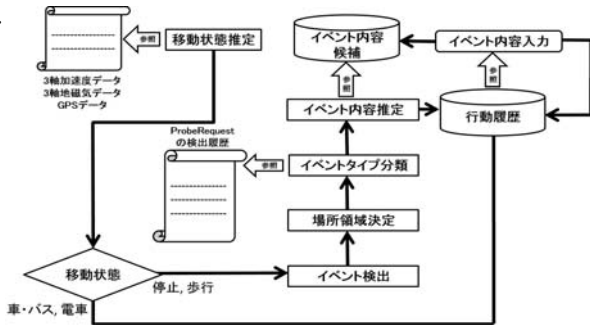 参照
移動状態推定
3軸加速度データ
3軸地磁気データ
GPSデータ
イベント内容
候補
イベント内容入力
参照
参照
イベント内容推定
行動履歴
ProbeRequest
の検出履歴
参照
イベントタイプ分類
場所領域決定
移動状態
停止, 歩行
イベント検出
車・バス, 電車